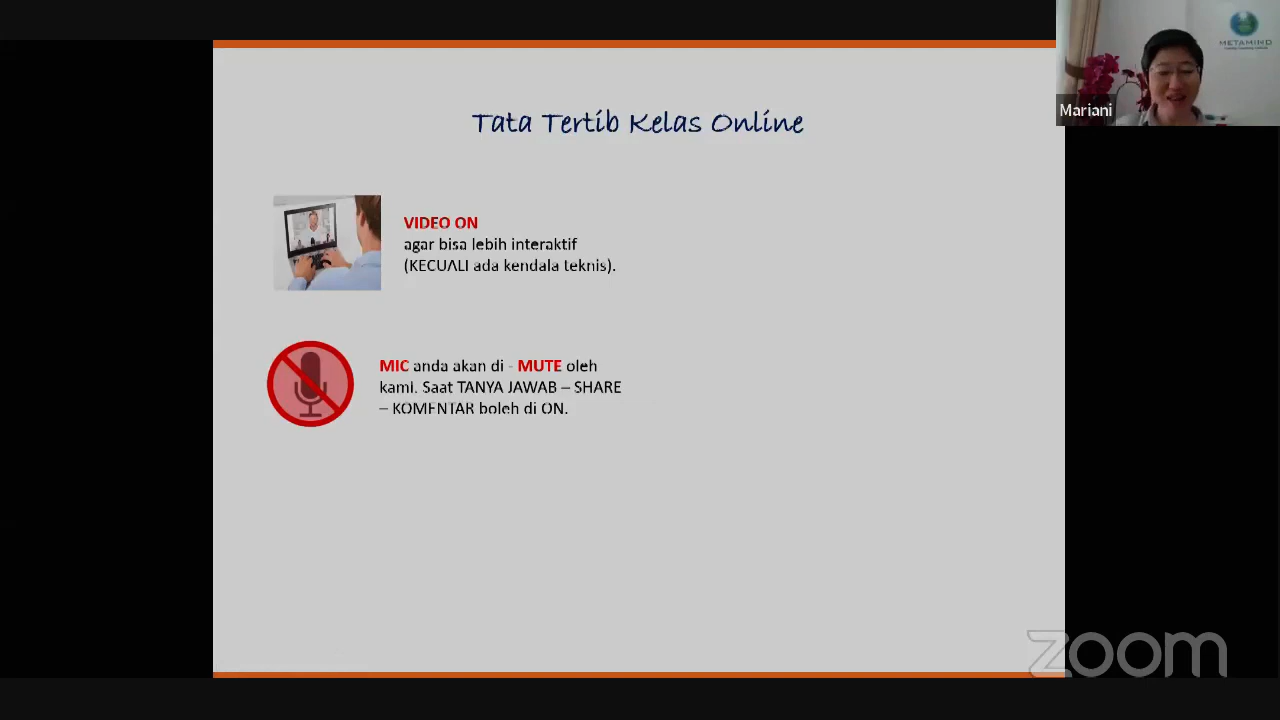 METAMIND
Mariani
Tata Tertib Kelas Online
VIDEO ON
agar bisa lebih interaktif
(KECUALI ada kendala teknis).
MIC anda akan di - MUTE oleh
kami. Saat TANYA JAWAB – SHARE
– KOMENTAR boleh di ON.
zoom